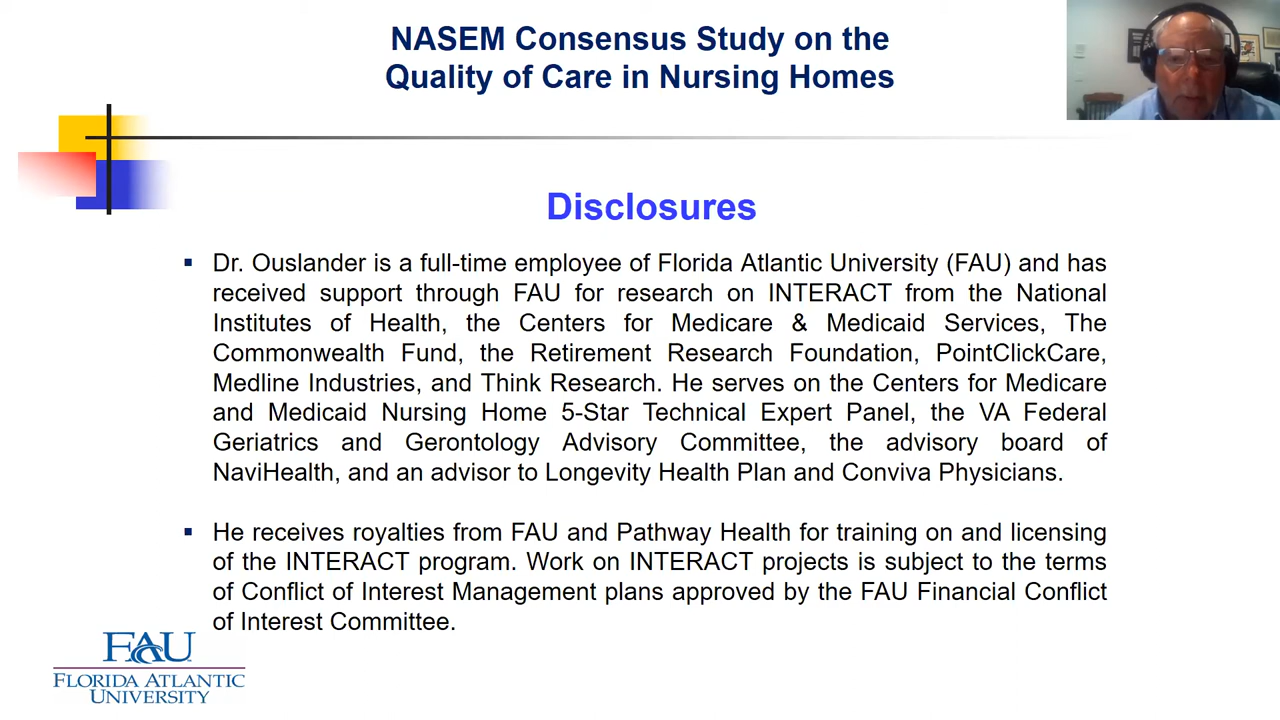 NASEM Consensus Study on the
Quality of Care in Nursing Homes
Disclosures
▪ Dr. Ouslander is a full-time employee of Florida Atlantic University (FAU) and has
received support through FAU for research on INTERACT from the National
Institutes of Health, the Centers for Medicare & Medicaid Services, The
Commonwealth Fund, the Retirement Research Foundation, PointClickCare,
Medline Industries, and Think Research. He serves on the Centers for Medicare
and Medicaid Nursing Home 5-Star Technical Expert Panel, the VA Federal
Geriatrics and Gerontology Advisory Committee, the advisory board of
NaviHealth, and an advisor to Longevity Health Plan and Conviva Physicians.
▪ He receives royalties from FAU and Pathway Health for training on and licensing
of the INTERACT program. Work on INTERACT projects is subject to the terms
of Conflict of Interest Management plans approved by the FAU Financial Conflict
of Interest Committee.
FAU
FLORIDA ATLANTIC
UNIVERSITY